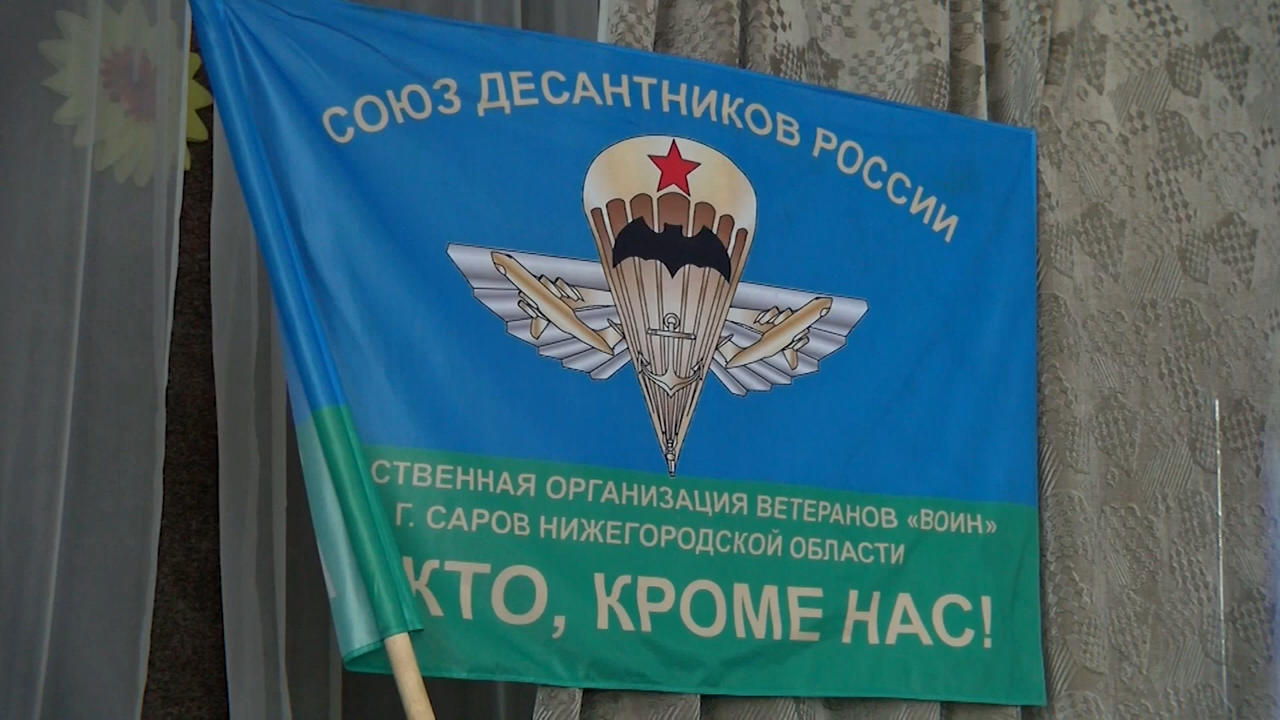 СОЮЗ ДЕСАНТНИКОВ РОССИИ
СТВЕННАЯ ОРГАНИЗАЦИЯ ВЕТЕРАНОВ «ВОИН»
Г. САРОВ НИЖЕГОРОДСКОЙ ОБЛАСТИ
КТО, КРОМЕ НАС!